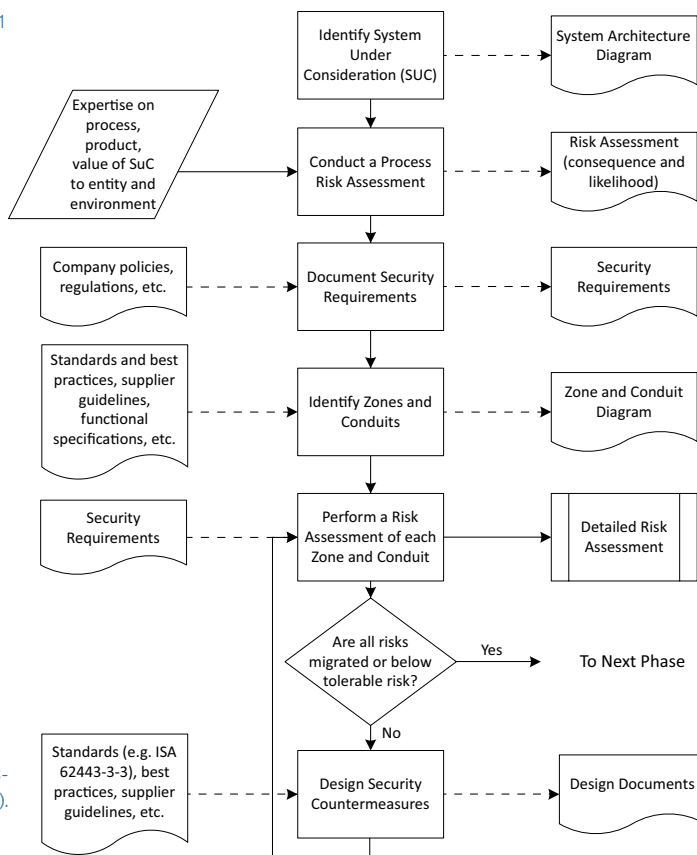 1
Identify System
Under
Consideration (SUC)
System Architecture
Diagram
Expertise on
process,
product,
value of SuC
to entity and
environment
Conduct a Process
Risk Assessment
Risk Assessment
(consequence and
likelihood)
Company policies,
regulations, etc.
Document Security
Requirements
Security
Requirements
Standards and best
practices, supplier
guidelines,
functional
specifications, etc.
Identify Zones and
Conduits
Zone and Conduit
Diagram
Security
Requirements
Perform a Risk
Assessment of each
Zone and Conduit
Detailed Risk
Assessment
Are all risks
migrated or below
tolerable risk?
Yes
To Next Phase
No
-
).
Standards (e.g. ISA
62443-3-3), best
practices, supplier
guidelines, etc.
Design Security
Countermeasures
Design Documents